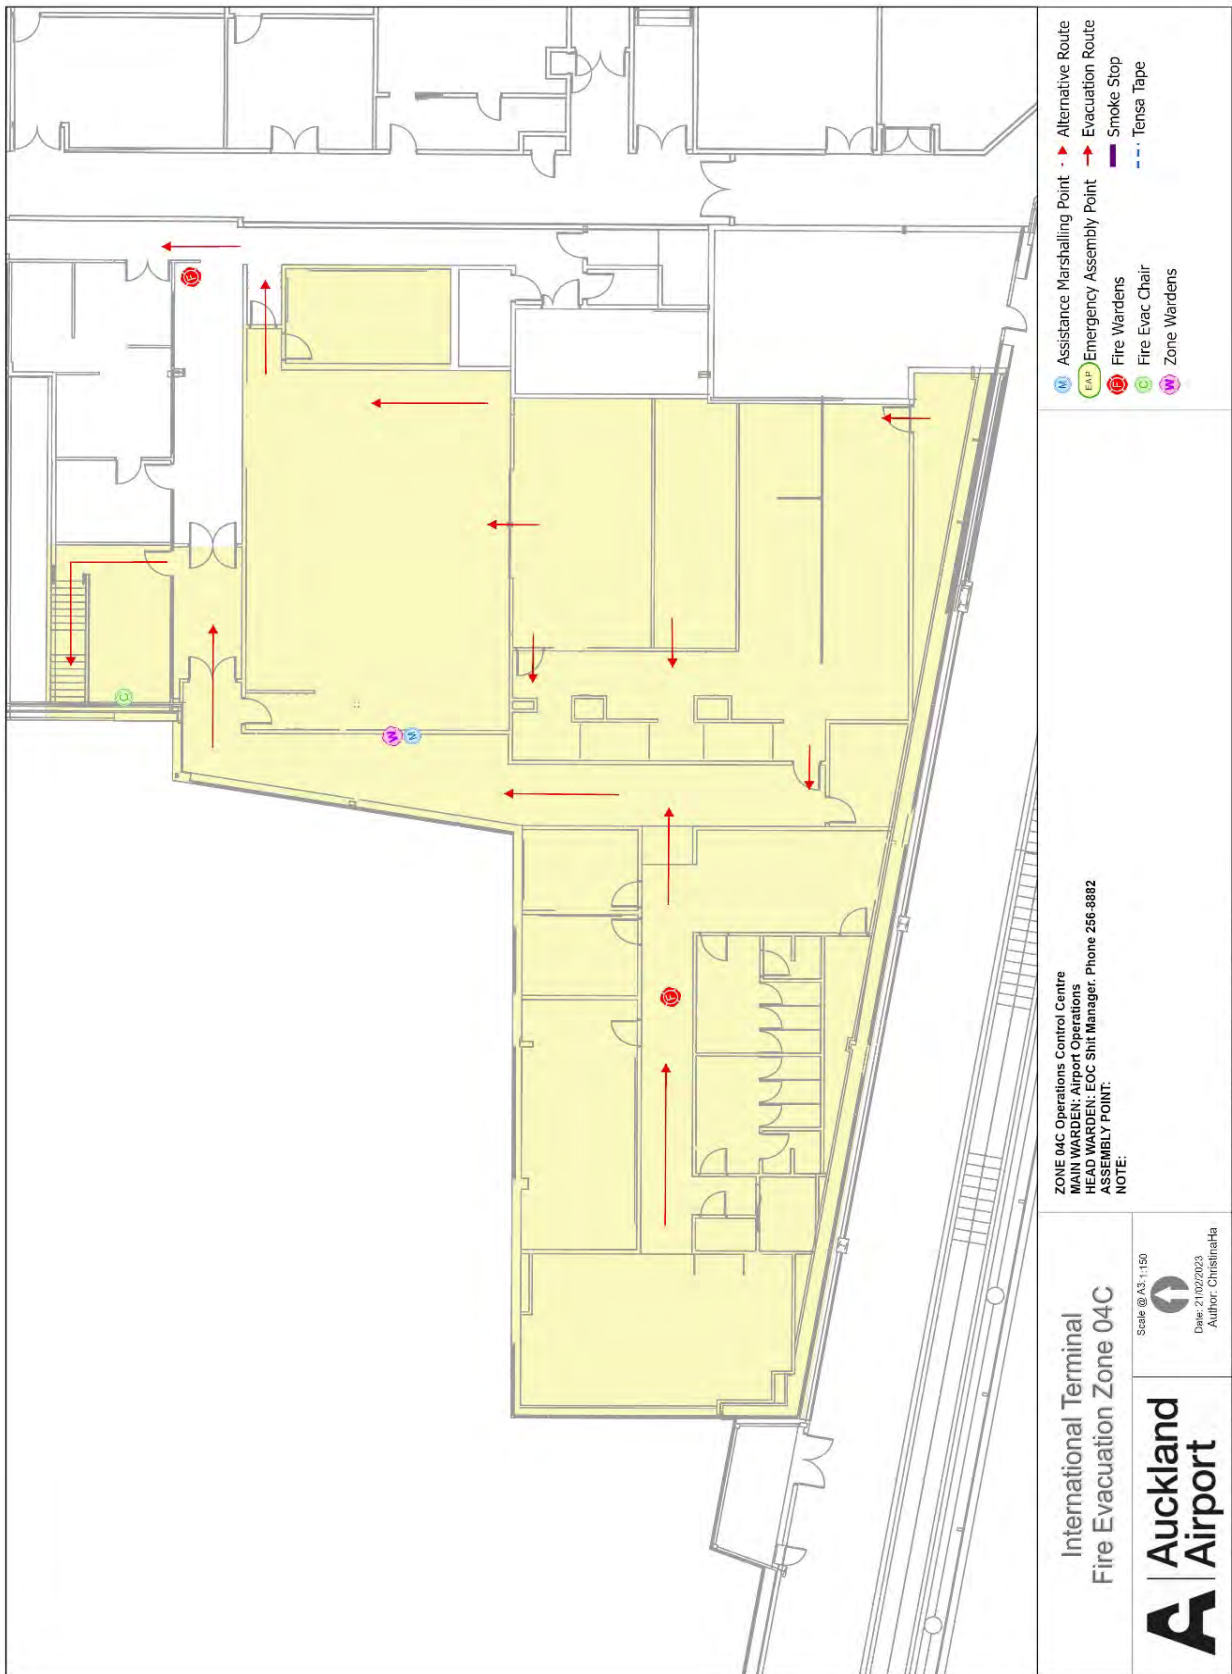 International Terminal
Fire Evacuation Zone 04C
A | Auckland
Airport
Scale @ A3: 1:150
Date: 21/02/2023
Author: ChristinaHa
ZONE 04C Operations Control Centre
MAIN WARDEN: Airport Operations
HEAD WARDEN: EOC Shit Manager. Phone 256-8882
ASSEMBLY POINT:
NOTE:
M Assistance Marshalling Point
EAP Emergency Assembly Point
F Fire Wardens
C Fire Evac Chair
W Zone Wardens
Alternative Route
Evacuation Route
Smoke Stop
Tensa Tape
F
C
W
M
F